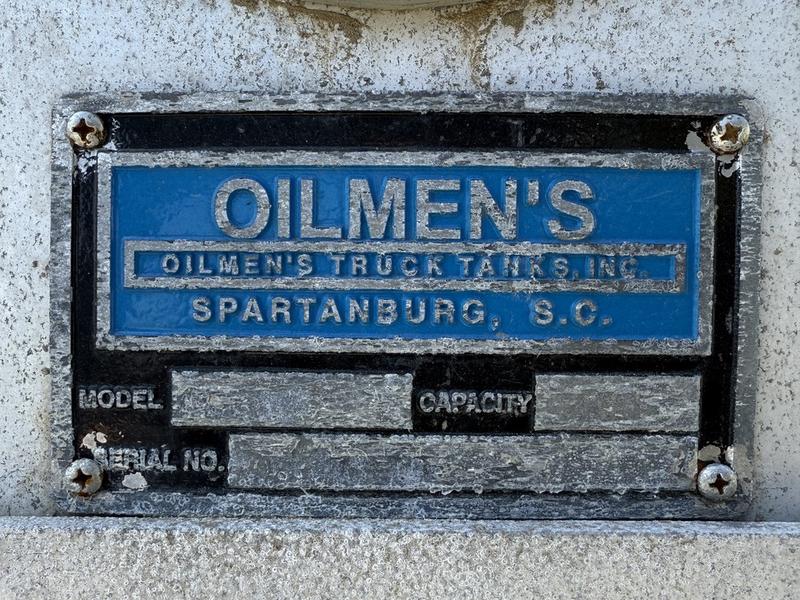 OILMEN'S
OILMEN'S TRUCK TANKS, INC.
SPARTANBURG, S.C.
MODEL CAPACITY
SERIAL NO.